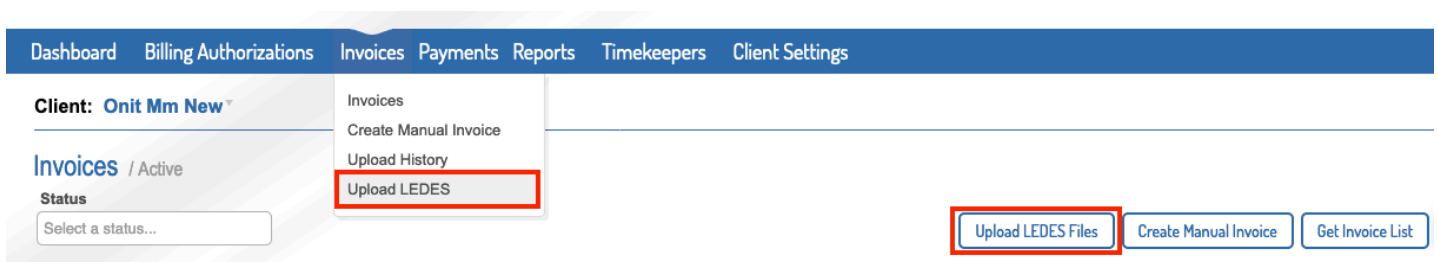 Dashboard Billing Authorizations Invoices Payments Reports Timekeepers Client Settings
Client: Onit Mm New
Invoices
Create Manual Invoice
Upload History
Upload LEDES
Invoices / Active
Status
Select a status...
Upload LEDES Files Create Manual Invoice Get Invoice List